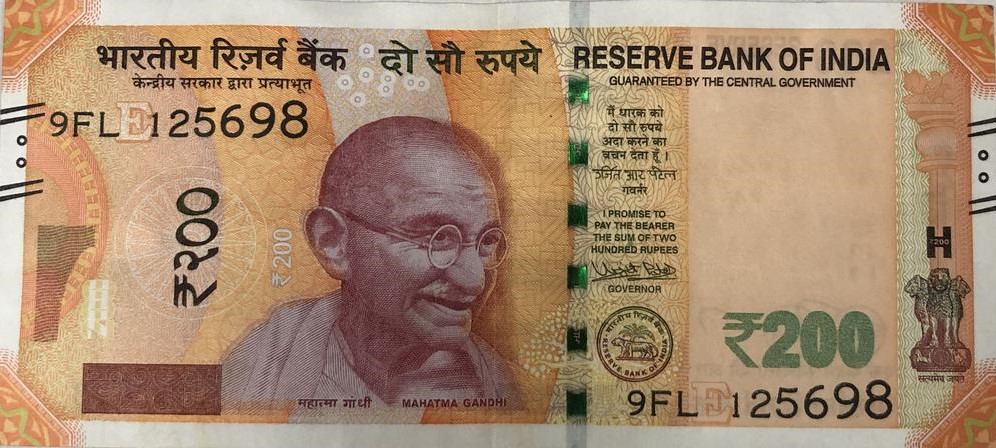 भारतीय रिज़र्व बैंक दो सौ रुपये RESERVE BANK OF INDIA
केन्द्रीय सरकार द्वारा प्रत्याभूत GUARANTEED BY THE CENTRAL GOVERNMENT
9FL E 125698
मैं धारक को
दो सौ रुपये
अदा करने का
वचन देता हूँ ।
उर्जित आर पटेल
गवर्नर
I PROMISE TO
PAY THE BEARER
THE SUM OF TWO
HUNDRED RUPEES
GOVERNOR
₹२००
₹200
H
₹200
भारतीय रिज़र्व बैंक
RESERVE BANK OF INDIA
₹200
सत्यमेव जयते
महात्मा गांधी MAHATMA GANDHI
9FL E 125698